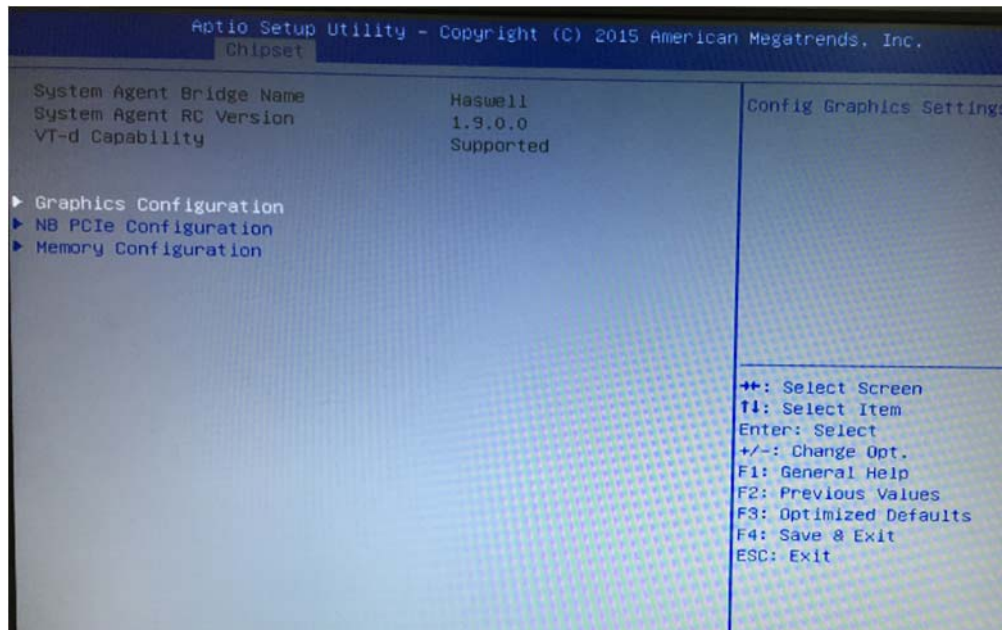 Aptio Setup Utility – Copyright (C) 2015 American Megatrends, Inc.
Chipset
System Agent Bridge Name Haswell
System Agent RC Version 1.9.0.0
VT-d Capability Supported
Graphics Configuration
NB PCIe Configuration
Memory Configuration
Config Graphics Settings
→←: Select Screen
↑↓: Select Item
Enter: Select
+/-: Change Opt.
F1: General Help
F2: Previous Values
F3: Optimized Defaults
F4: Save & Exit
ESC: Exit